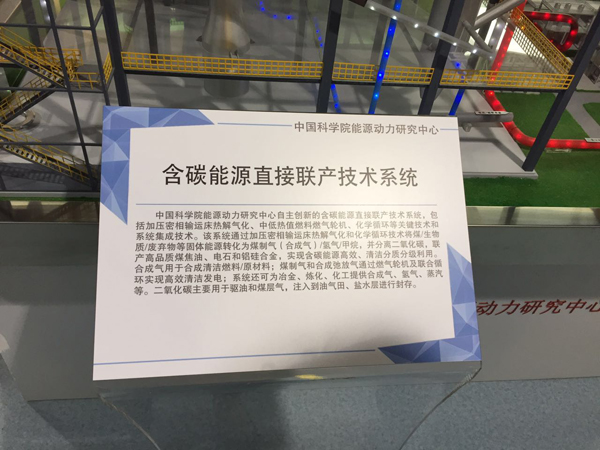 中国科学院能源动力研究中心
含碳能源直接联产技术系统
中国科学院能源动力研究中心自主创新的含碳能源直接联产技术系统，包
括加压密相输运床热解气化、中低热值燃料燃气轮机、化学循环等关键技术和
系统集成技术。该系统通过加压密相输运床热解气化和化学循环技术将煤/生物
质/废弃物等固体能源转化为煤制气（合成气）/氢气/甲烷，并分离二氧化碳，联
产高品质煤焦油、电石和铝硅合金，实现含碳能源高效、清洁分质分级利用。
合成气用于合成清洁燃料/原材料；煤制气和合成弛放气通过燃气轮机及联合循
环实现高效清洁发电；系统还可为冶金、炼化、化工提供合成气、氢气、蒸汽
等。二氧化碳主要用于驱油和煤层气，注入到油气田、盐水层进行封存。
动力研究中心